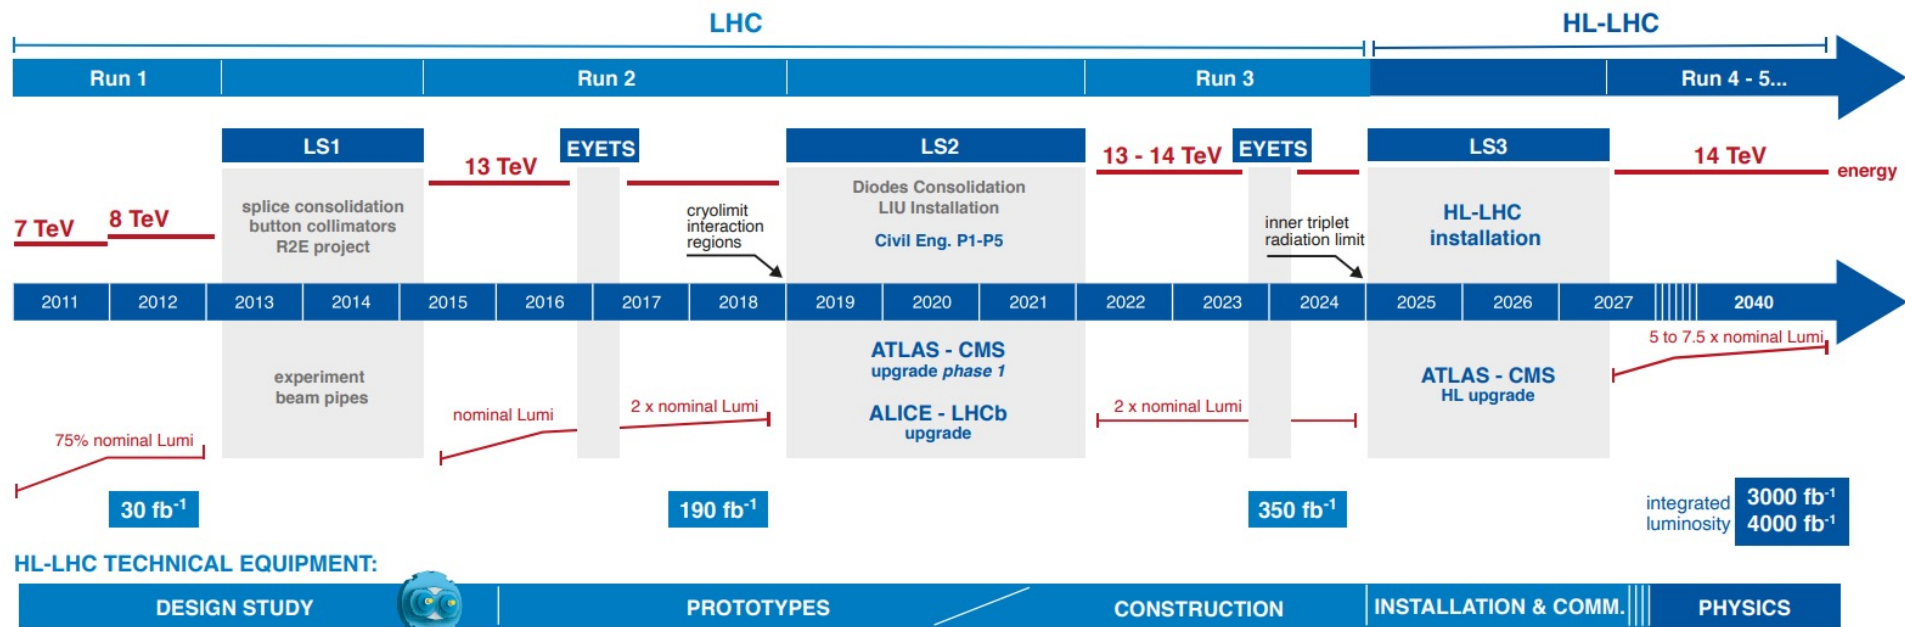 LHC
HL-LHC
Run 1
Run 2
Run 3
Run 4 - 5...
LS1
EYETS
LS2
EYETS
LS3
13 TeV
13 - 14 TeV
14 TeV
energy
7 TeV
8 TeV
splice consolidation
button collimators
R2E project
cryolimit
interaction
regions
Diodes Consolidation
LIU Installation
Civil Eng. P1-P5
inner triplet
radiation limit
HL-LHC
installation
2011
2012
2013
2014
2015
2016
2017
2018
2019
2020
2021
2022
2023
2024
2025
2026
2027
2040
75% nominal Lumi
experiment
beam pipes
nominal Lumi
2 x nominal Lumi
ATLAS - CMS
upgrade phase 1
ALICE - LHCb
upgrade
2 x nominal Lumi
ATLAS - CMS
HL upgrade
5 to 7.5 x nominal Lumi
30 fb⁻¹
190 fb⁻¹
350 fb⁻¹
integrated
luminosity
3000 fb⁻¹
4000 fb⁻¹
HL-LHC TECHNICAL EQUIPMENT:
DESIGN STUDY
PROTOTYPES
CONSTRUCTION
INSTALLATION & COMM.
PHYSICS